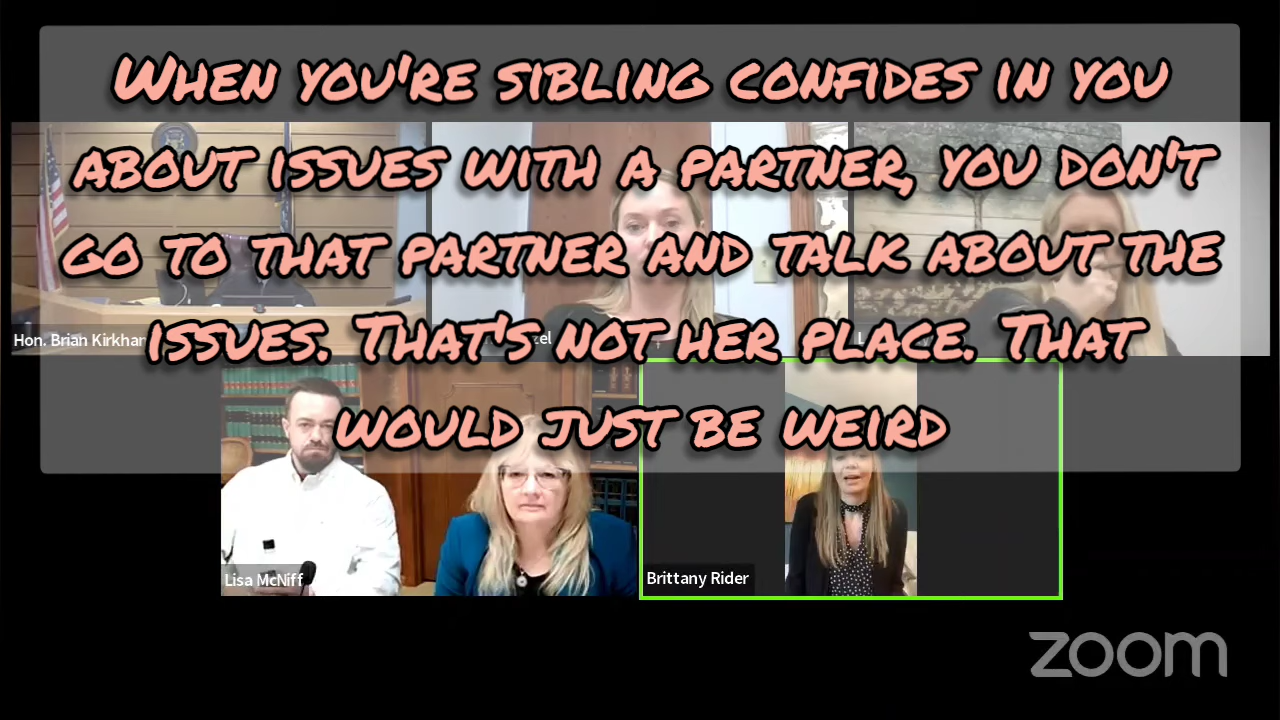 WHEN YOU'RE SIBLING CONFIDES IN YOU
ABOUT ISSUES WITH A PARTNER, YOU DON'T
GO TO THAT PARTNER AND TALK ABOUT THE
ISSUES. THAT'S NOT HER PLACE. THAT
WOULD JUST BE WEIRD
Hon. Brian Kirkham
Lisa McNiff
Brittany Rider
zoom